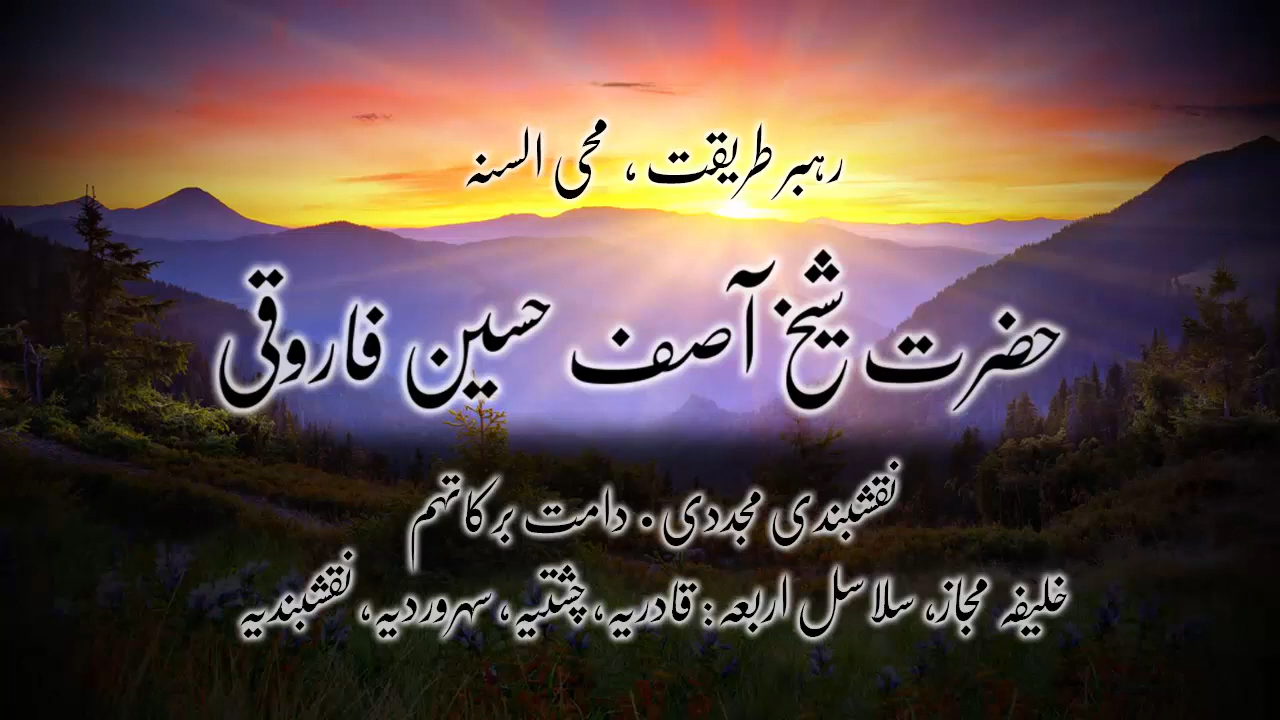 رہبر طریقت ، محی السنہ
حضرت شیخ آصف حسین فاروقی
نقشبندی مجددی ۔ دامت برکاتہم
خلیفہ مجاز، سلاسل اربعہ: قادریہ، چشتیہ، سہروردیہ، نقشبندیہ